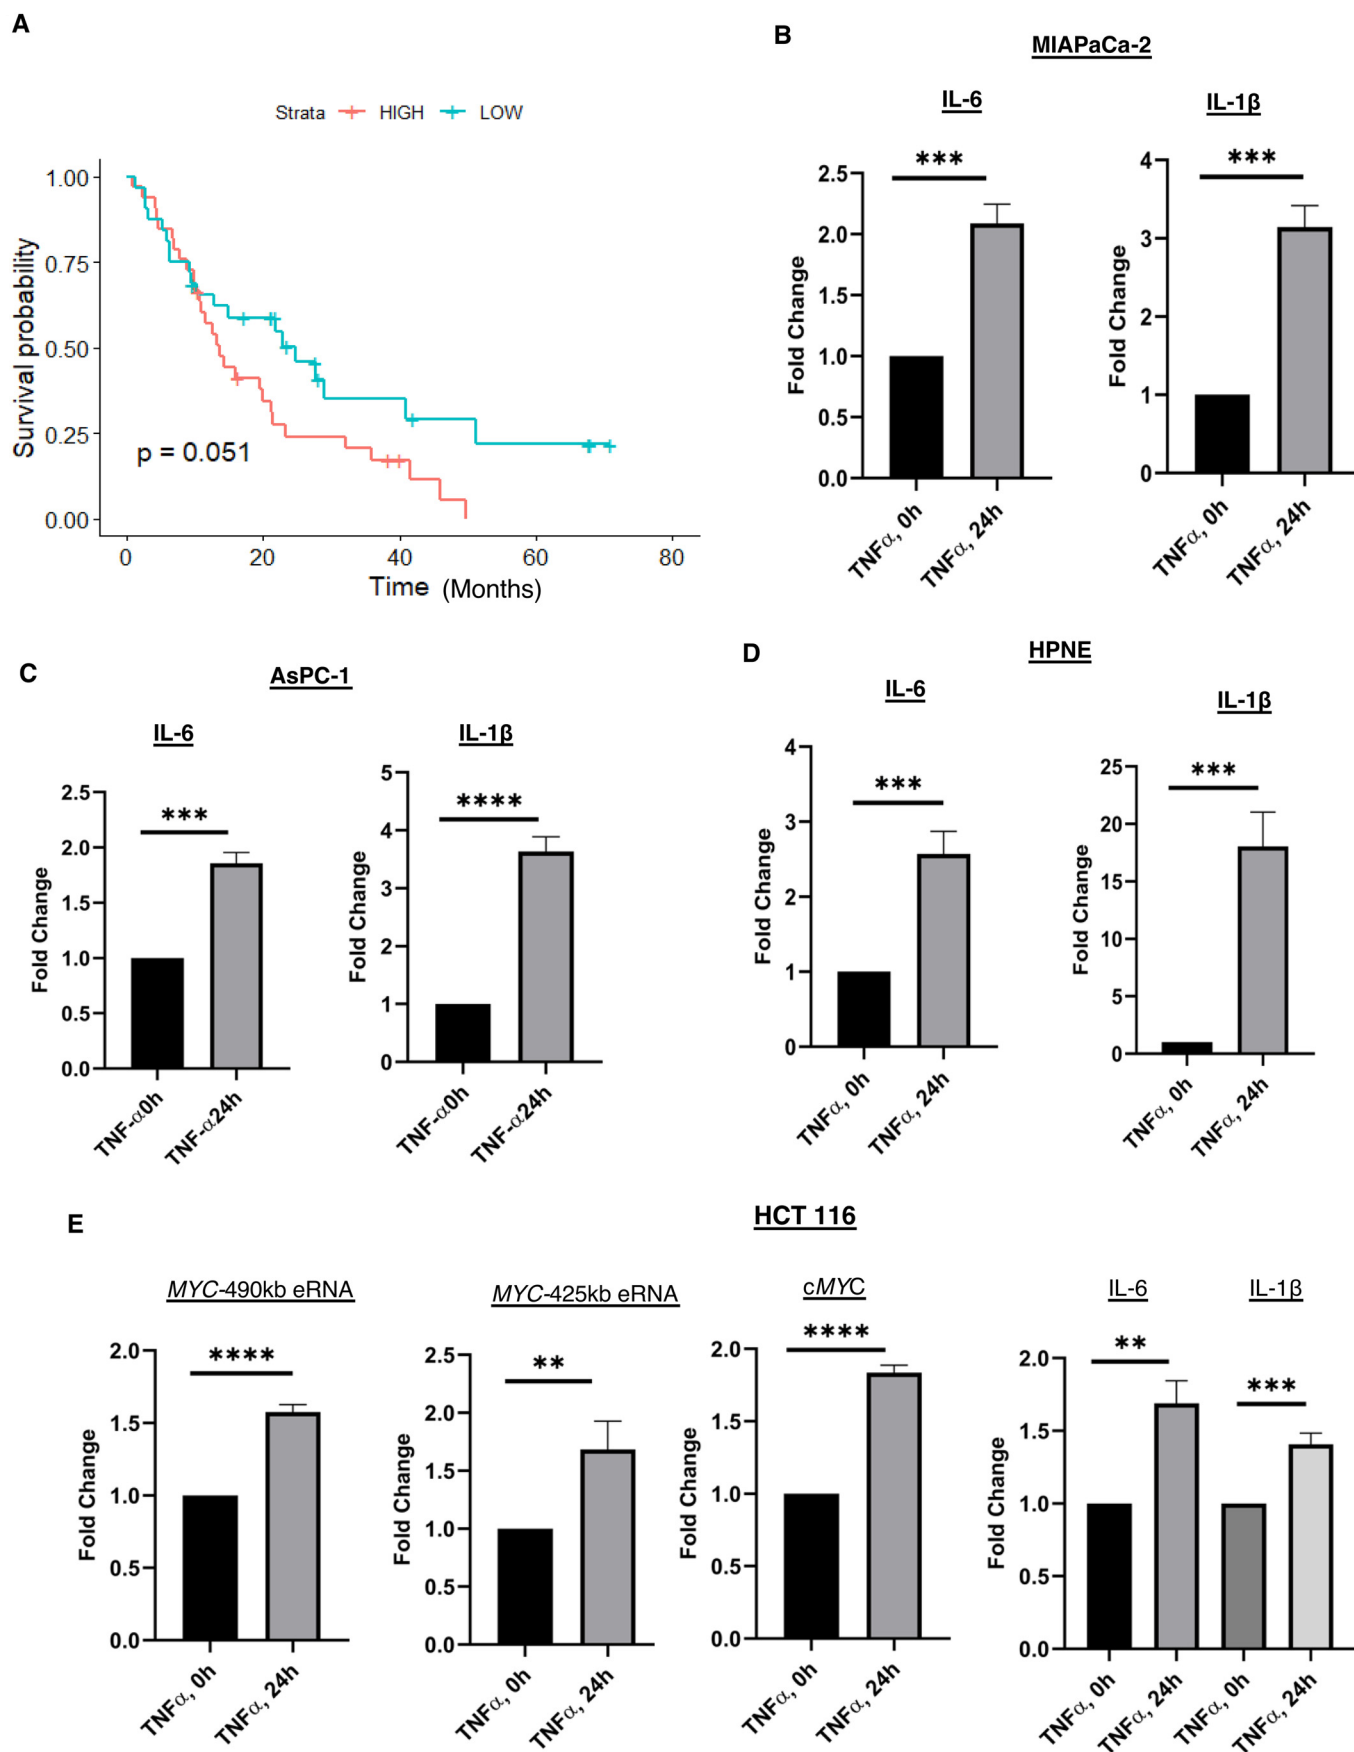 A
Strata HIGH LOW
Survival probability
1.00
0.75
0.50
0.25
0.00
p = 0.051
0 20 40 60 80
Time (Months)
B
MIAPaCa-2
IL-6
***
Fold Change
2.5
2.0
1.5
1.0
0.5
0.0
TNFα, 0h
TNFα, 24h
IL-1β
***
Fold Change
4
3
2
1
0
TNFα, 0h
TNFα, 24h
C
AsPC-1
IL-6
***
Fold Change
2.5
2.0
1.5
1.0
0.5
0.0
TNF-α0h
TNF-α24h
IL-1β
****
Fold Change
5
4
3
2
1
0
TNF-α0h
TNF-α24h
D
HPNE
IL-6
***
Fold Change
4
3
2
1
0
TNFα, 0h
TNFα, 24h
IL-1β
***
Fold Change
25
20
15
10
5
0
TNFα, 0h
TNFα, 24h
E
HCT 116
MYC-490kb eRNA
****
Fold Change
2.0
1.5
1.0
0.5
0.0
TNFα, 0h
TNFα, 24h
MYC-425kb eRNA
**
Fold Change
2.5
2.0
1.5
1.0
0.5
0.0
TNFα, 0h
TNFα, 24h
cMYC
****
Fold Change
2.0
1.5
1.0
0.5
0.0
TNFα, 0h
TNFα, 24h
IL-6 IL-1β
**
***
Fold Change
2.0
1.5
1.0
0.5
0.0
TNFα, 0h
TNFα, 24h
TNFα, 0h
TNFα, 24h